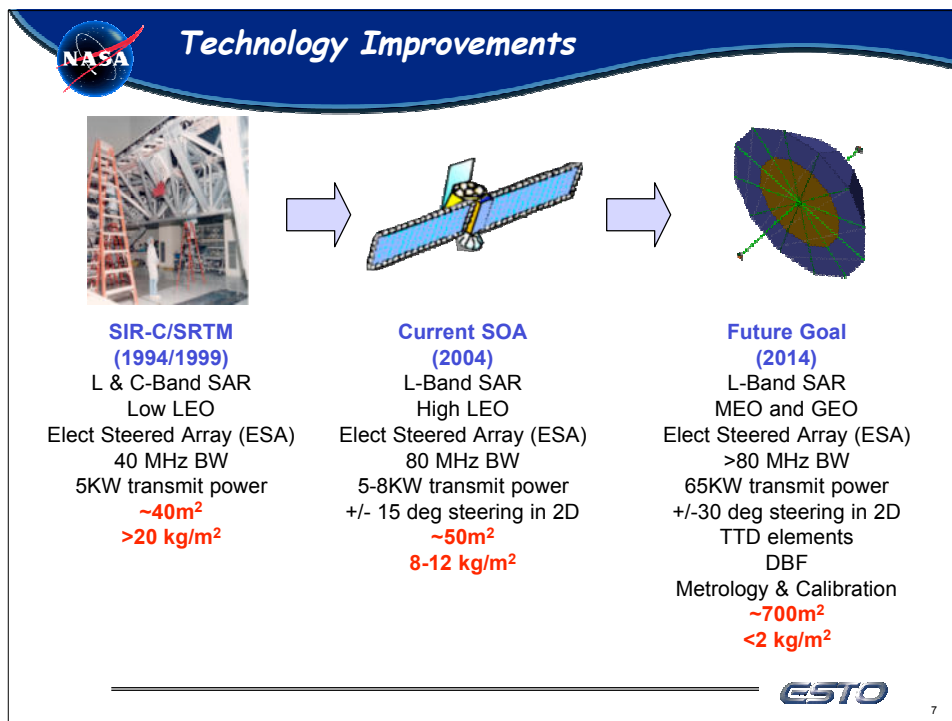 NASA
Technology Improvements
SIR-C/SRTM
(1994/1999)
L & C-Band SAR
Low LEO
Elect Steered Array (ESA)
40 MHz BW
5KW transmit power
~40m²
>20 kg/m²
Current SOA
(2004)
L-Band SAR
High LEO
Elect Steered Array (ESA)
80 MHz BW
5-8KW transmit power
+/- 15 deg steering in 2D
~50m²
8-12 kg/m²
Future Goal
(2014)
L-Band SAR
MEO and GEO
Elect Steered Array (ESA)
>80 MHz BW
65KW transmit power
+/-30 deg steering in 2D
TTD elements
DBF
Metrology & Calibration
~700m²
<2 kg/m²
ESTO
7